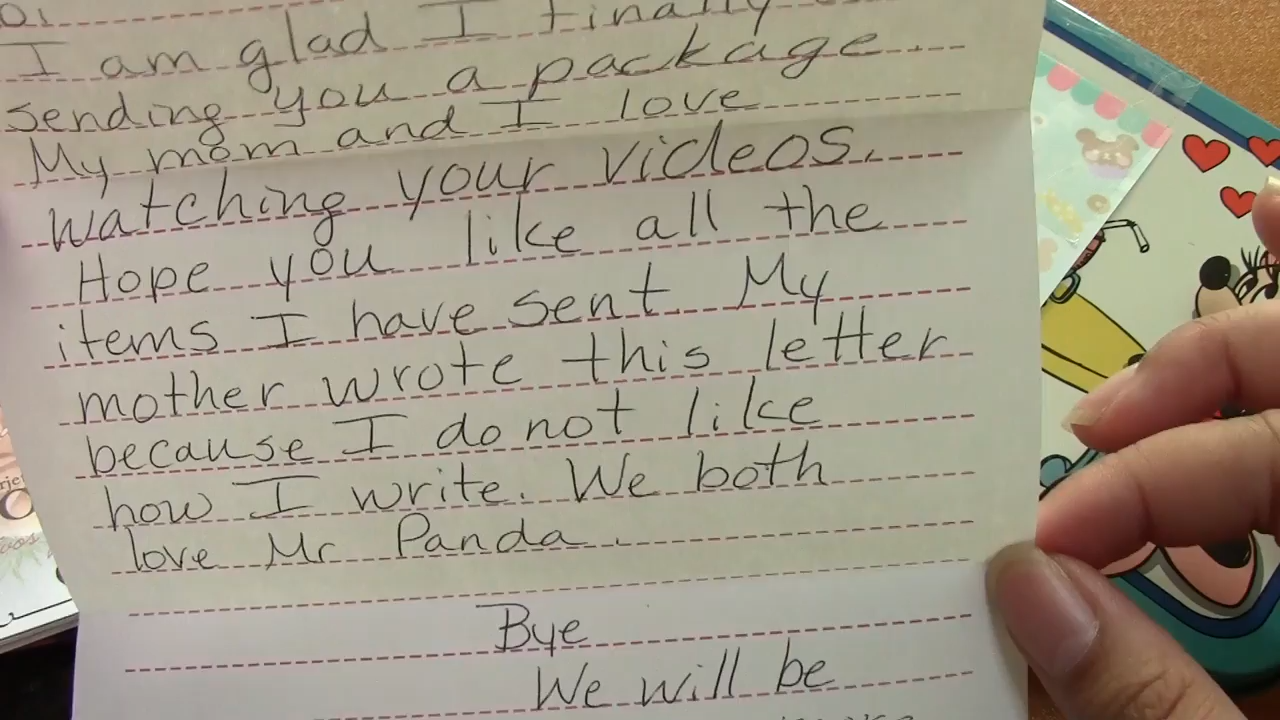 I am glad I finally
sending you a package.
My mom and I love
watching your videos.
Hope you like all the
items I have sent. My
mother wrote this letter
because I do not like
how I write. We both
love Mr Panda.
Bye
We will be